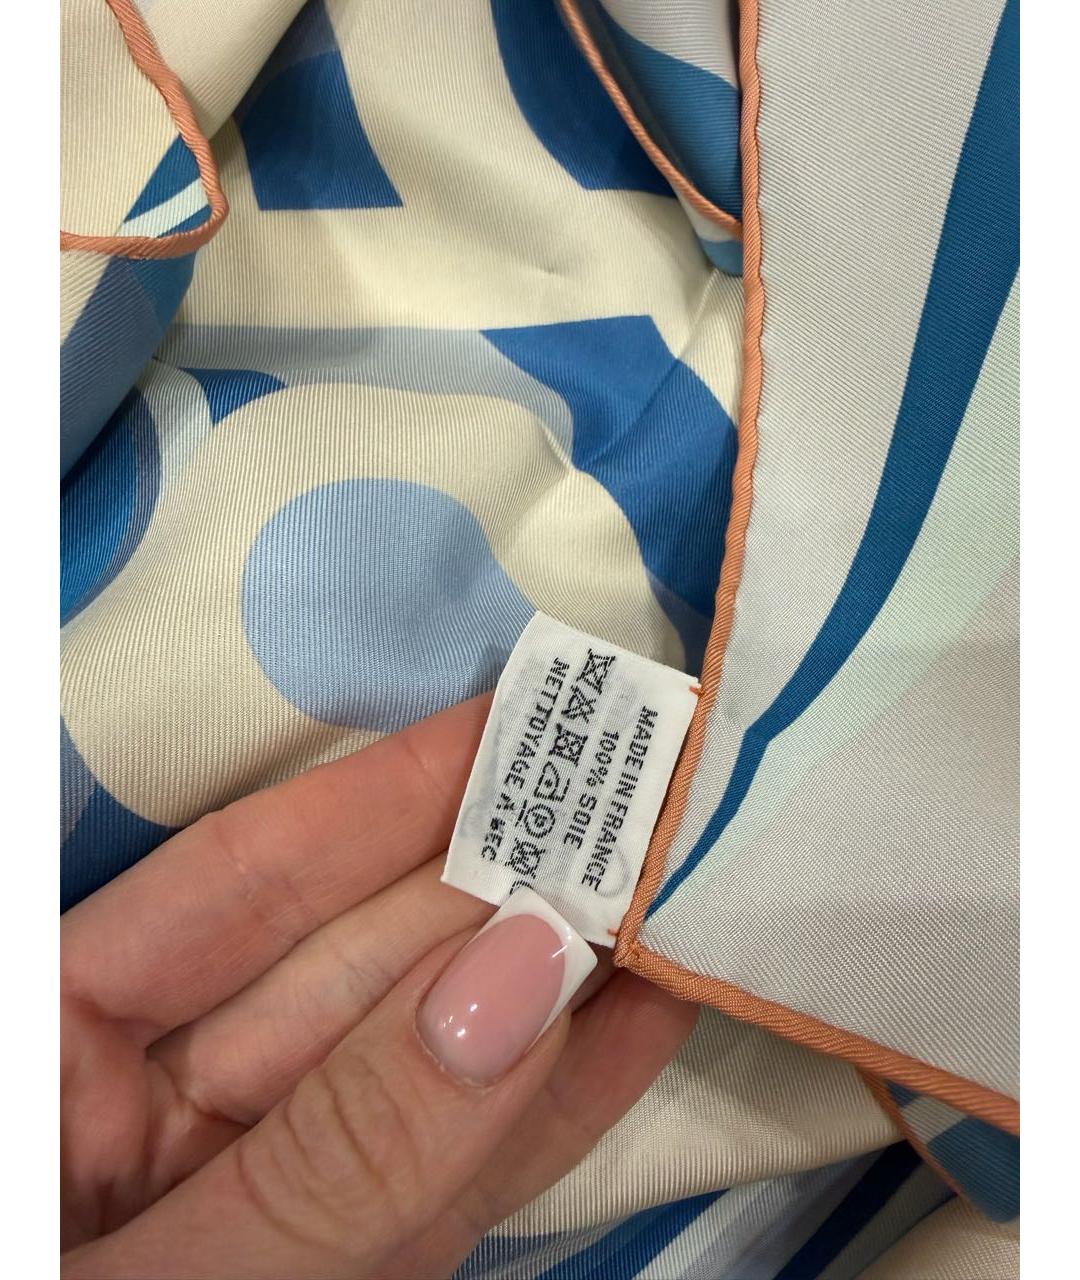 MADE IN FRANCE
100% SOIE
NETTOYAGE A SEC